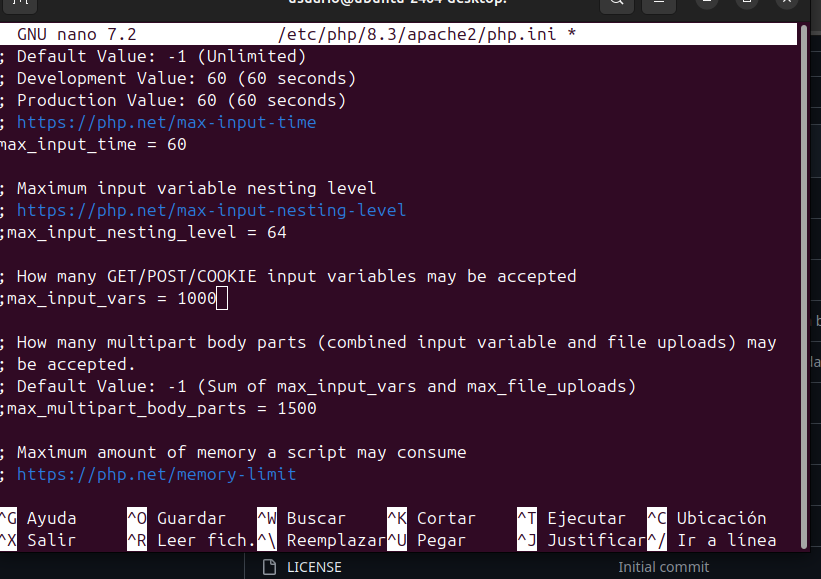 usuario@ubuntu-2404-desktop:
GNU nano 7.2 /etc/php/8.3/apache2/php.ini *
; Default Value: -1 (Unlimited)
; Development Value: 60 (60 seconds)
; Production Value: 60 (60 seconds)
; https://php.net/max-input-time
max_input_time = 60
; Maximum input variable nesting level
; https://php.net/max-input-nesting-level
;max_input_nesting_level = 64
; How many GET/POST/COOKIE input variables may be accepted
;max_input_vars = 1000
; How many multipart body parts (combined input variable and file uploads) may
; be accepted.
; Default Value: -1 (Sum of max_input_vars and max_file_uploads)
;max_multipart_body_parts = 1500
; Maximum amount of memory a script may consume
; https://php.net/memory-limit
^G Ayuda ^O Guardar ^W Buscar ^K Cortar ^T Ejecutar ^C Ubicación
^X Salir ^R Leer fich. ^\ Reemplazar ^U Pegar ^J Justificar ^/ Ir a línea
LICENSE Initial commit